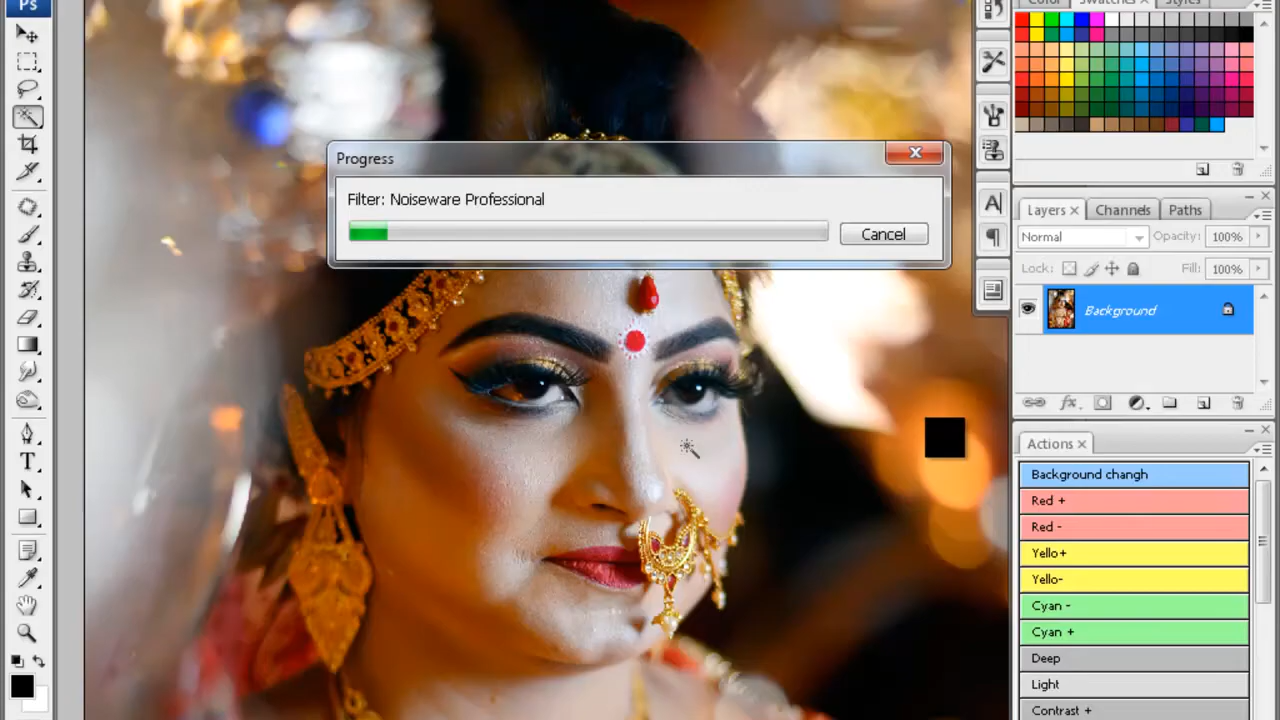 Ps
Color Swatches × Styles
Progress
Filter: Noiseware Professional
Cancel
Layers × Channels Paths
Normal Opacity: 100%
Lock: Fill: 100%
Background
Actions ×
Background changh
Red +
Red -
Yello+
Yello-
Cyan -
Cyan +
Deep
Light
Contrast +